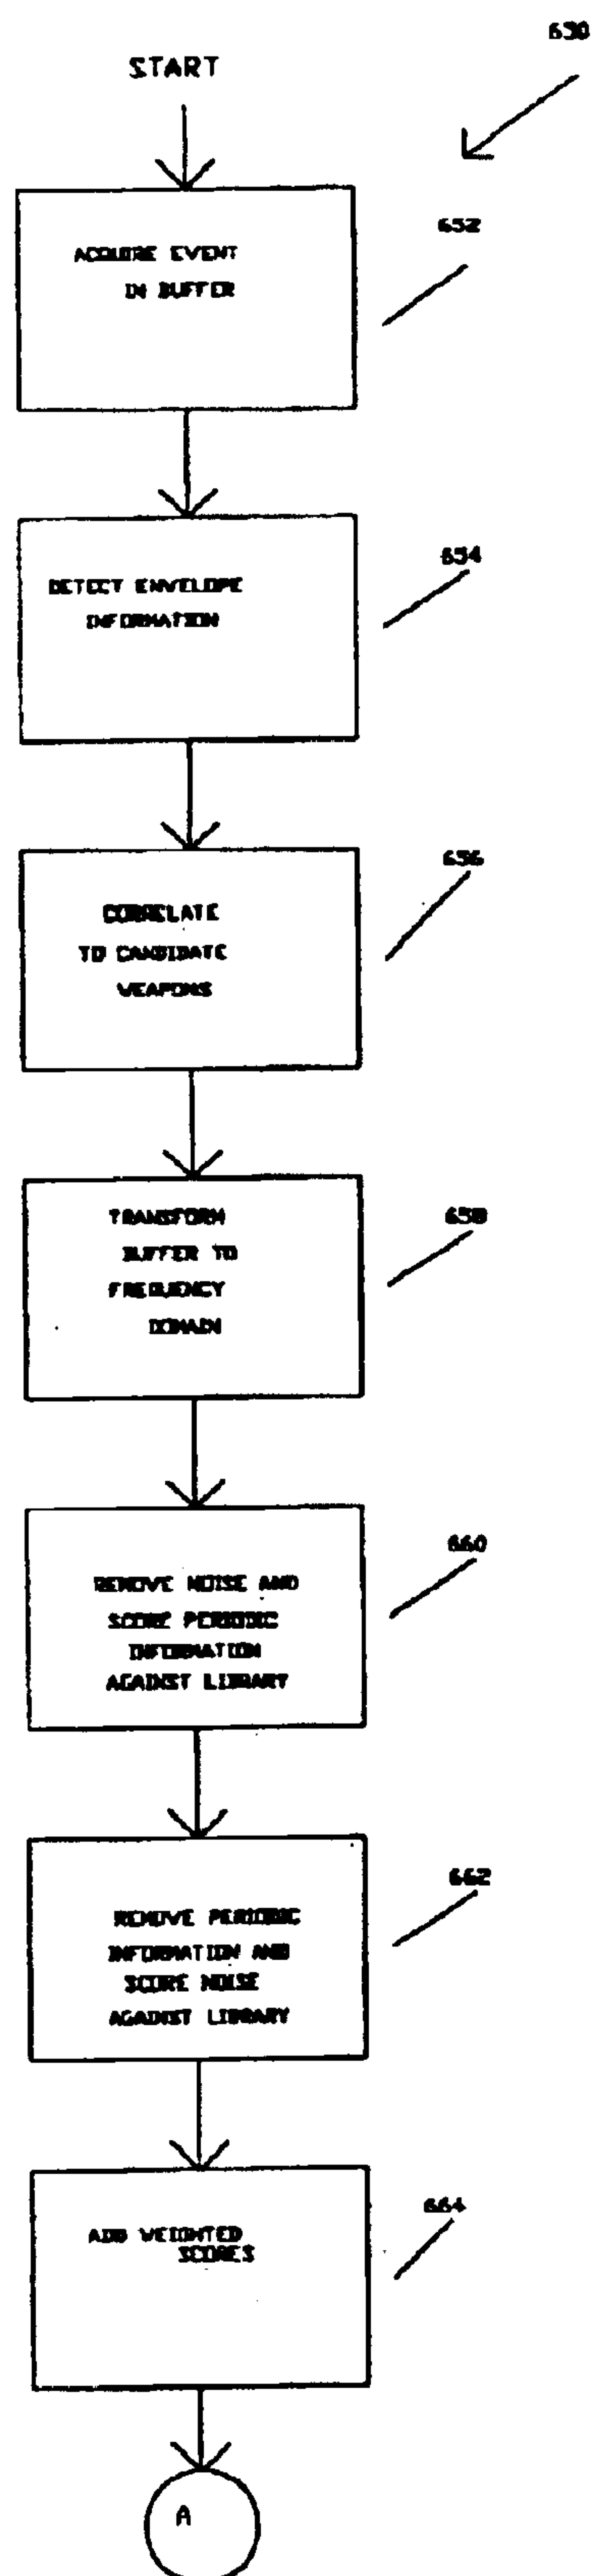 650
START
652
ACQUIRE EVENT
IN BUFFER
654
DETECT ENVELOPE
INFORMATION
656
CORRELATE
TO CANDIDATE
WEAPONS
658
TRANSFORM
BUFFER TO
FREQUENCY
DOMAIN
660
REMOVE NOISE AND
SCORE PERIODIC
INFORMATION
AGAINST LIBRARY
662
REMOVE PERIODIC
INFORMATION AND
SCORE NOISE
AGAINST LIBRARY
664
ADD WEIGHTED
SCORES
A